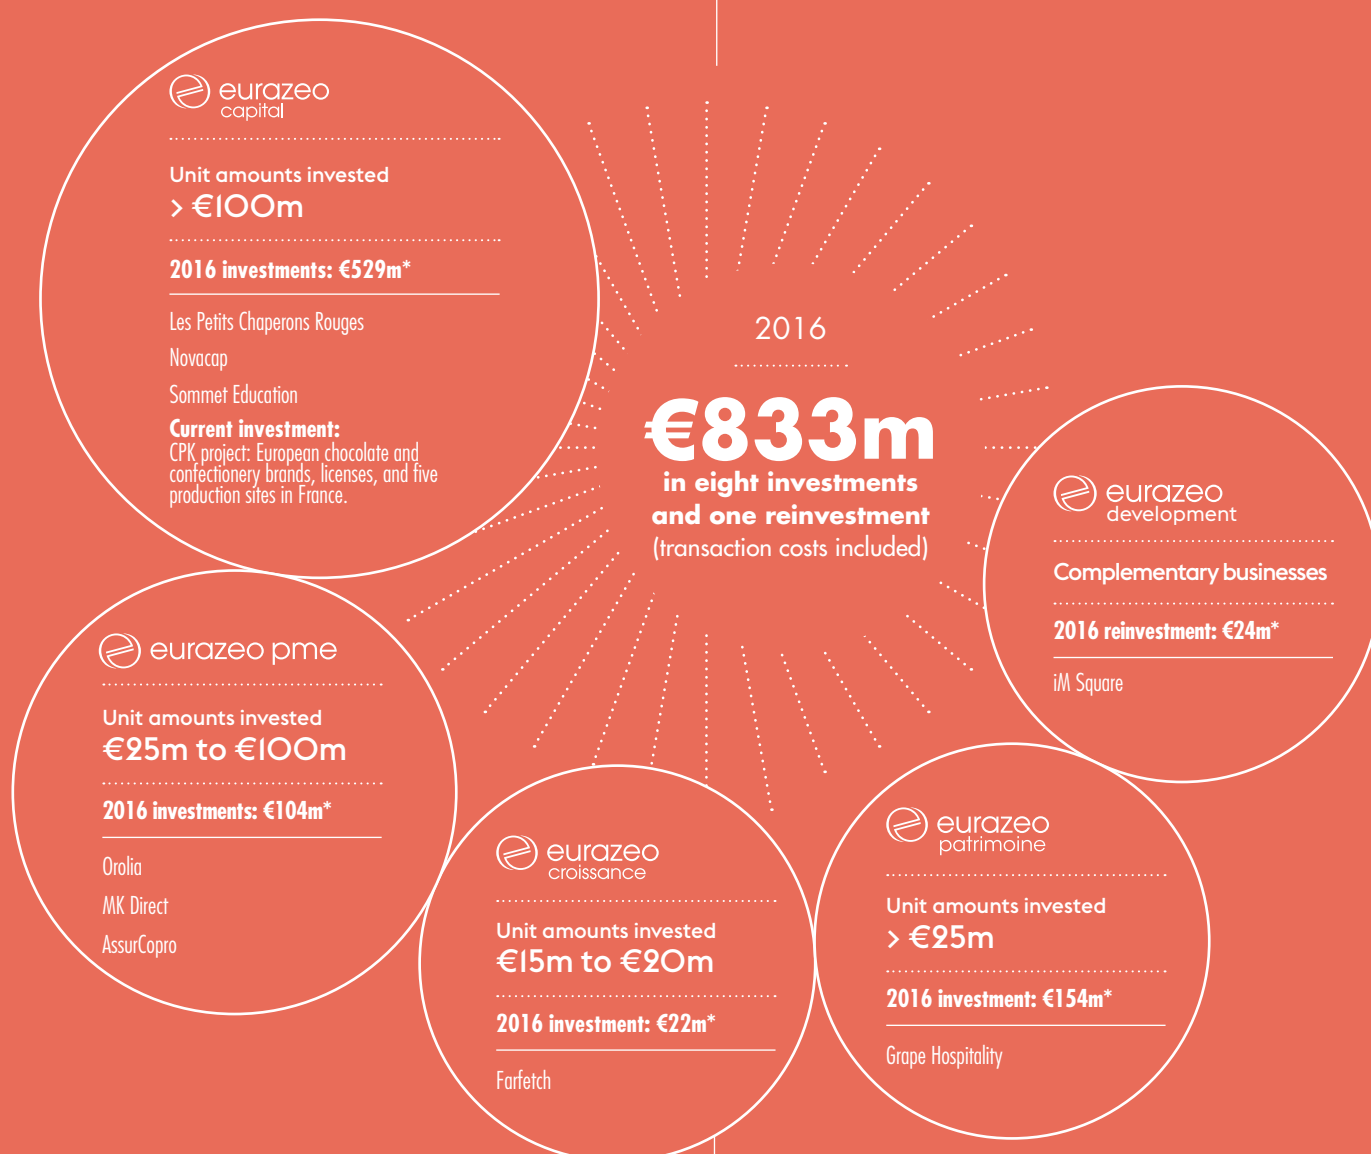 eurazeo
capital
Unit amounts invested
> €100m
2016 investments: €529m*
Les Petits Chaperons Rouges
Novacap
Sommet Education
Current investment:
CPK project: European chocolate and
confectionery brands, licenses, and five
production sites in France.
2016
€833m
in eight investments
and one reinvestment
(transaction costs included)
eurazeo
development
Complementary businesses
2016 reinvestment: €24m*
iM Square
eurazeo pme
Unit amounts invested
€25m to €100m
2016 investments: €104m*
Orolia
MK Direct
AssurCopro
eurazeo
croissance
Unit amounts invested
€15m to €20m
2016 investment: €22m*
Farfetch
eurazeo
patrimoine
Unit amounts invested
> €25m
2016 investment: €154m*
Grape Hospitality